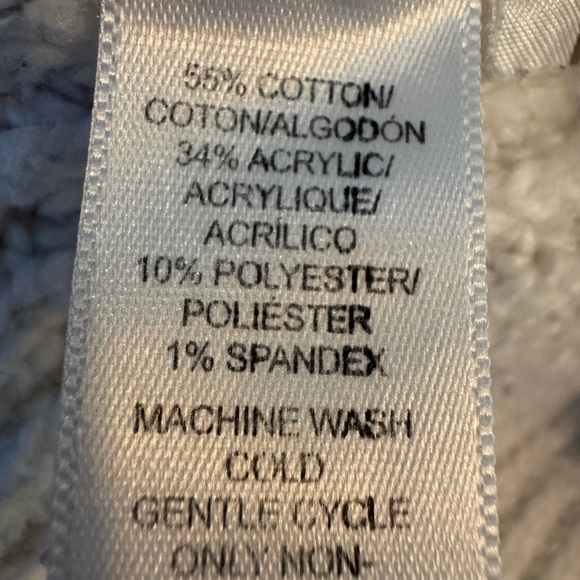 55% COTTON/
COTON/ALGODÓN
34% ACRYLIC/
ACRYLIQUE/
ACRÍLICO
10% POLYESTER/
POLIÉSTER
1% SPANDEX
MACHINE WASH
COLD
GENTLE CYCLE
ONLY NON-